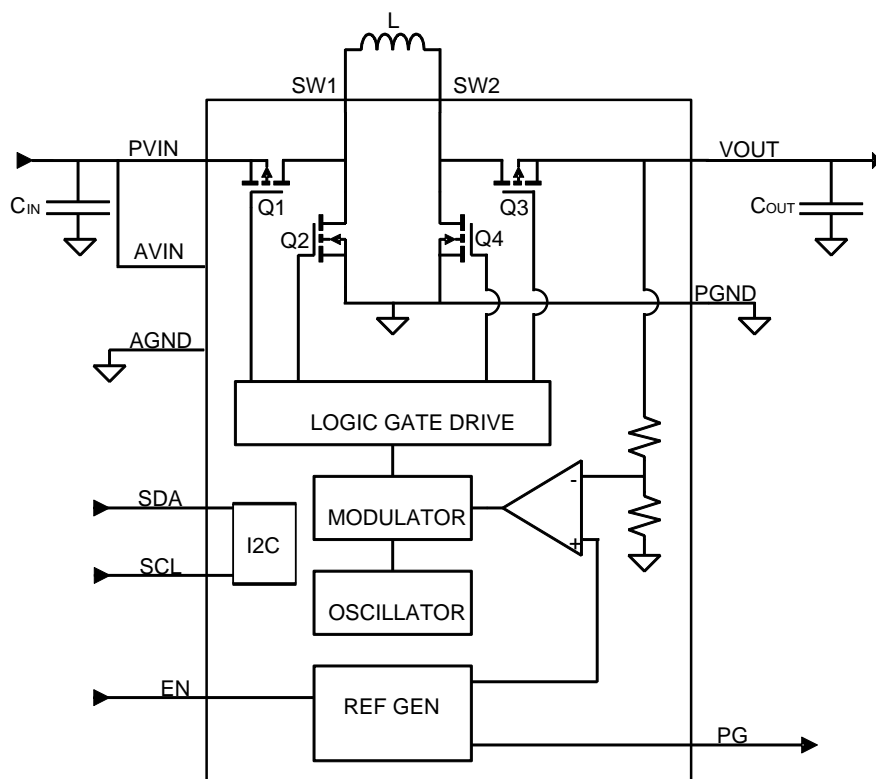 L
SW1 SW2
PVIN VOUT
CIN Q1 Q3 COUT
Q2 Q4
AVIN
PGND
AGND
LOGIC GATE DRIVE
-
SDA MODULATOR
I2C +
SCL
OSCILLATOR
EN REF GEN
PG